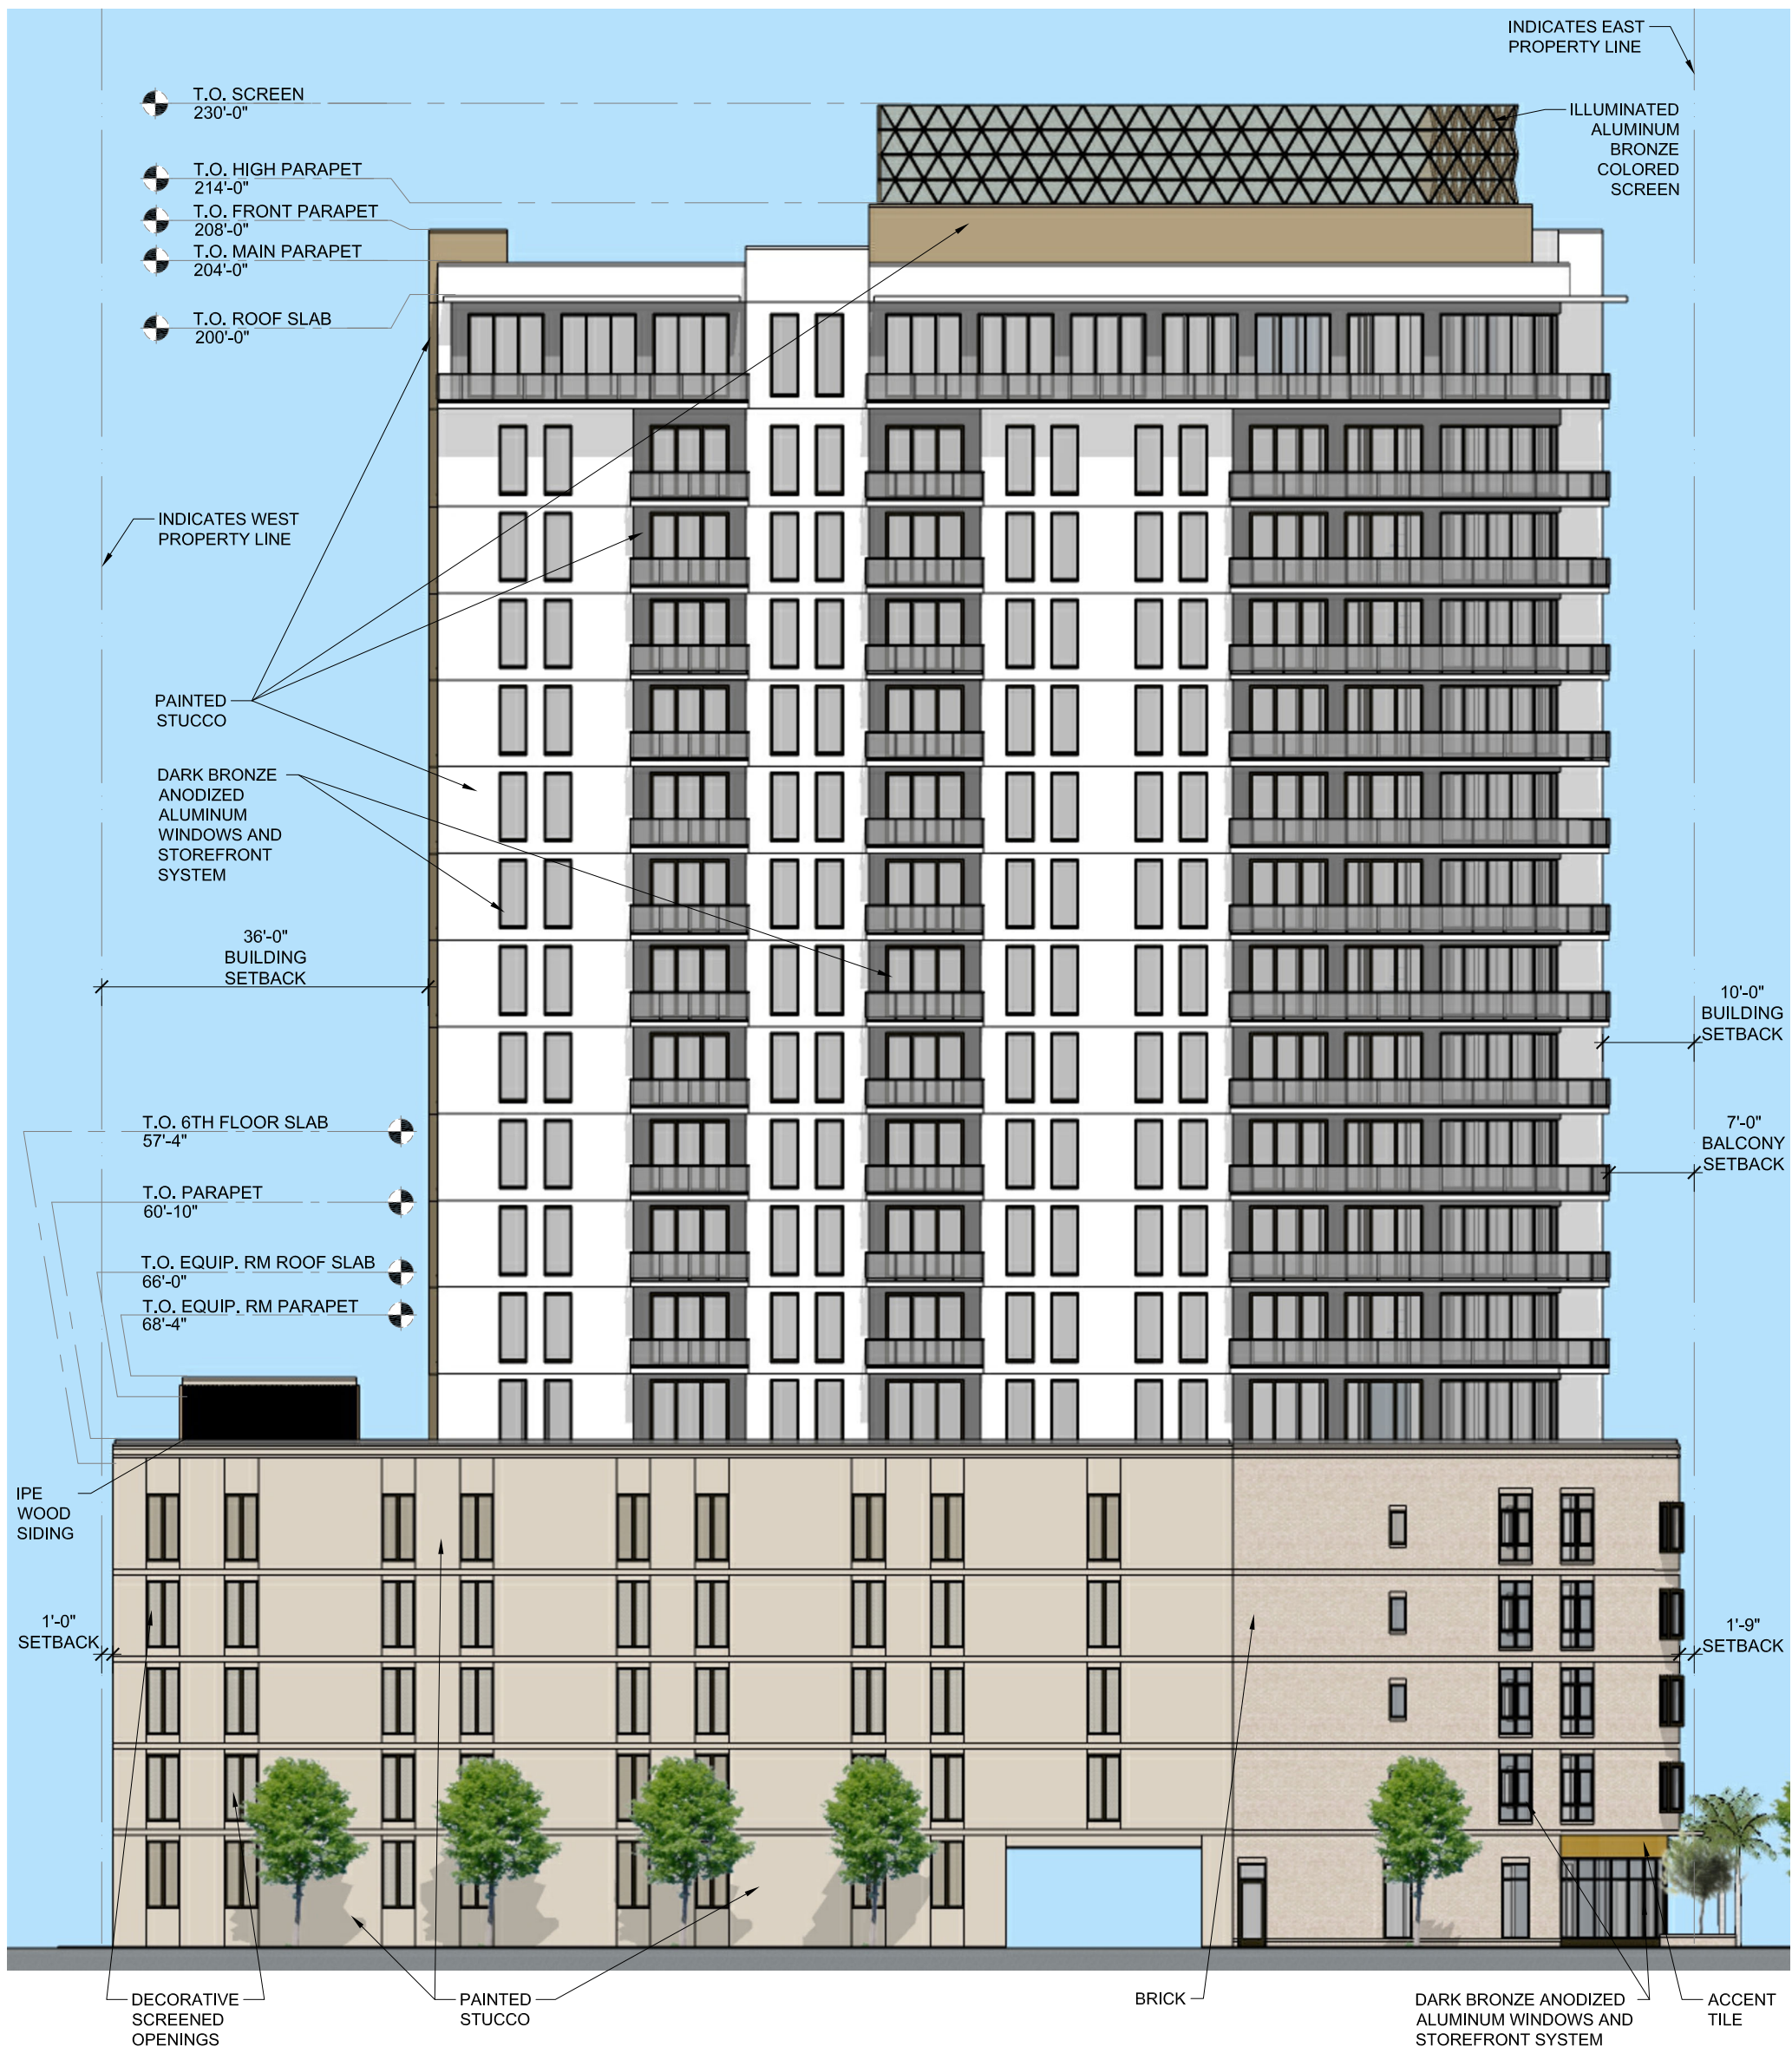 INDICATES EAST
PROPERTY LINE
T.O. SCREEN
230'-0"
ILLUMINATED
ALUMINUM
BRONZE
COLORED
SCREEN
T.O. HIGH PARAPET
214'-0"
T.O. FRONT PARAPET
208'-0"
T.O. MAIN PARAPET
204'-0"
T.O. ROOF SLAB
200'-0"
INDICATES WEST
PROPERTY LINE
PAINTED
STUCCO
DARK BRONZE
ANODIZED
ALUMINUM
WINDOWS AND
STOREFRONT
SYSTEM
36'-0"
BUILDING
SETBACK
10'-0"
BUILDING
SETBACK
T.O. 6TH FLOOR SLAB
57'-4"
7'-0"
BALCONY
SETBACK
T.O. PARAPET
60'-10"
T.O. EQUIP. RM ROOF SLAB
66'-0"
T.O. EQUIP. RM PARAPET
68'-4"
IPE
WOOD
SIDING
1'-0"
SETBACK
1'-9"
SETBACK
DECORATIVE
SCREENED
OPENINGS
PAINTED
STUCCO
BRICK
DARK BRONZE ANODIZED
ALUMINUM WINDOWS AND
STOREFRONT SYSTEM
ACCENT
TILE